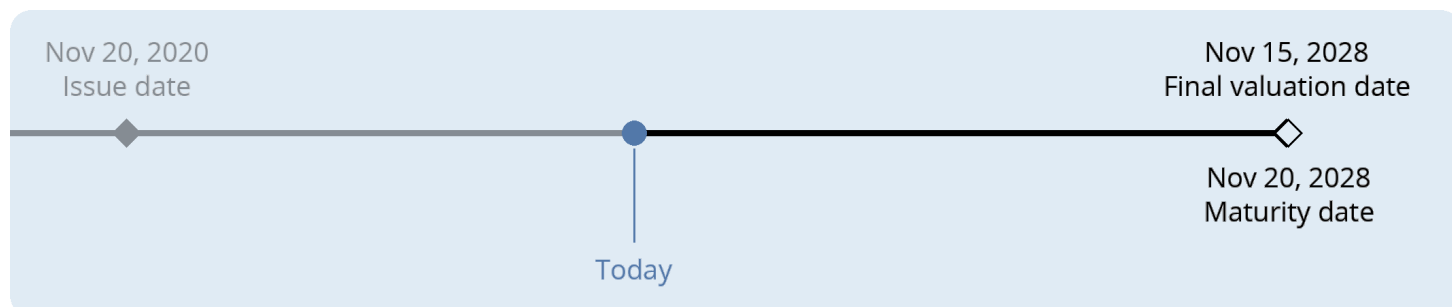 Nov 20, 2020
Issue date
Nov 15, 2028
Final valuation date
Nov 20, 2028
Maturity date
Today